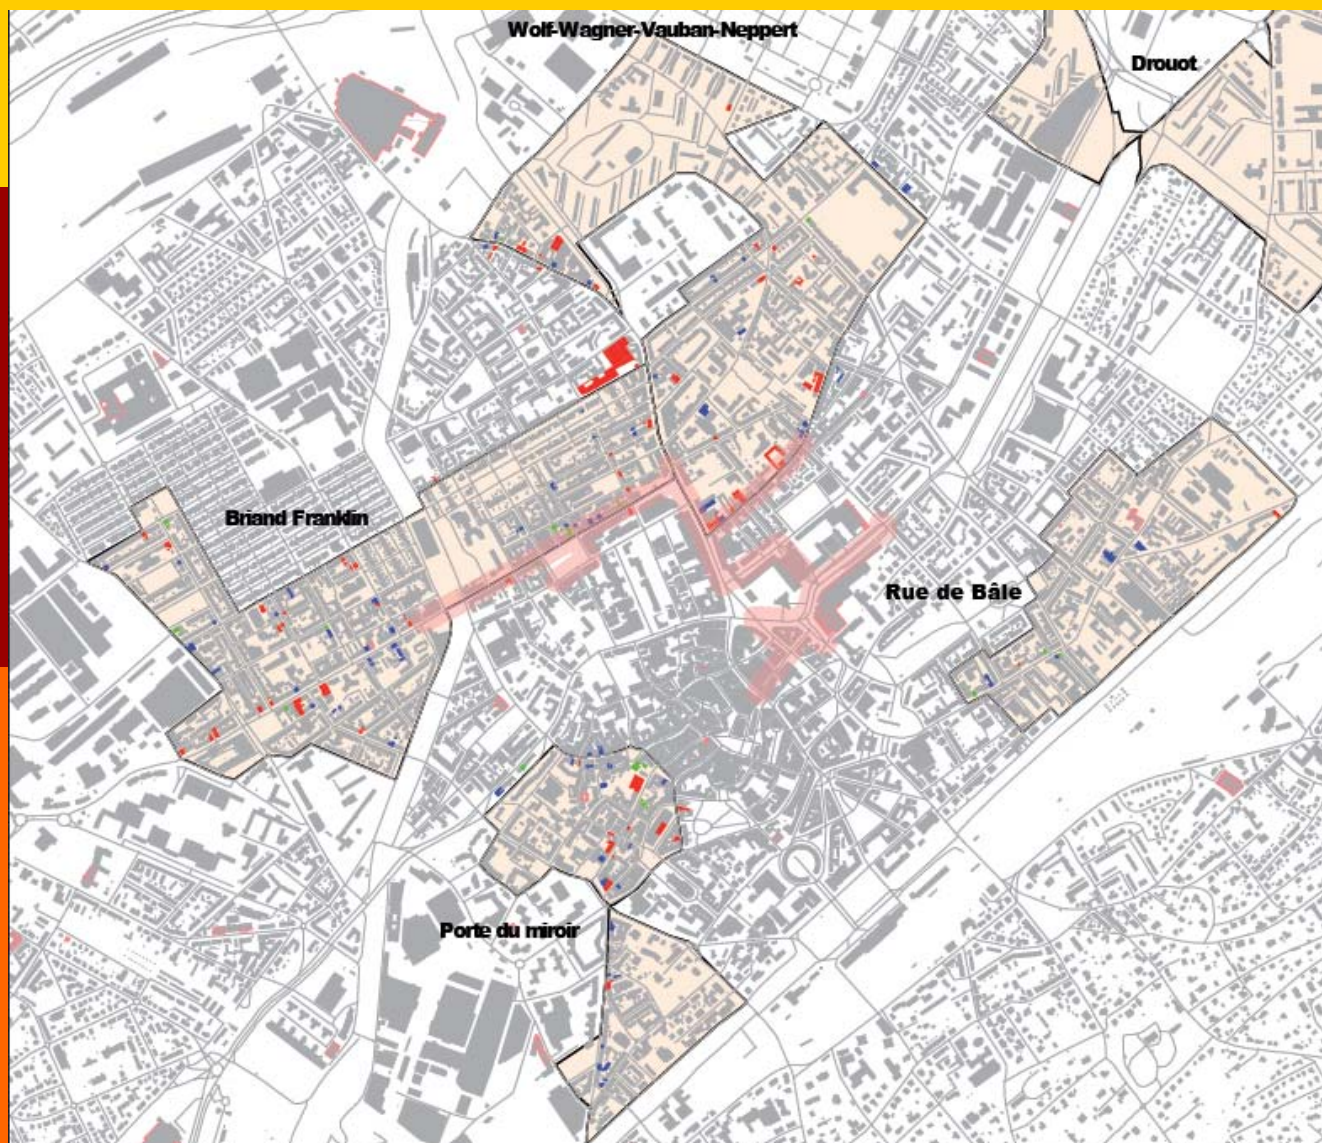 Wolf-Wagner-Vauban-Neppert
Drouot
Briand Franklin
Rue de Bâle
Porte du miroir